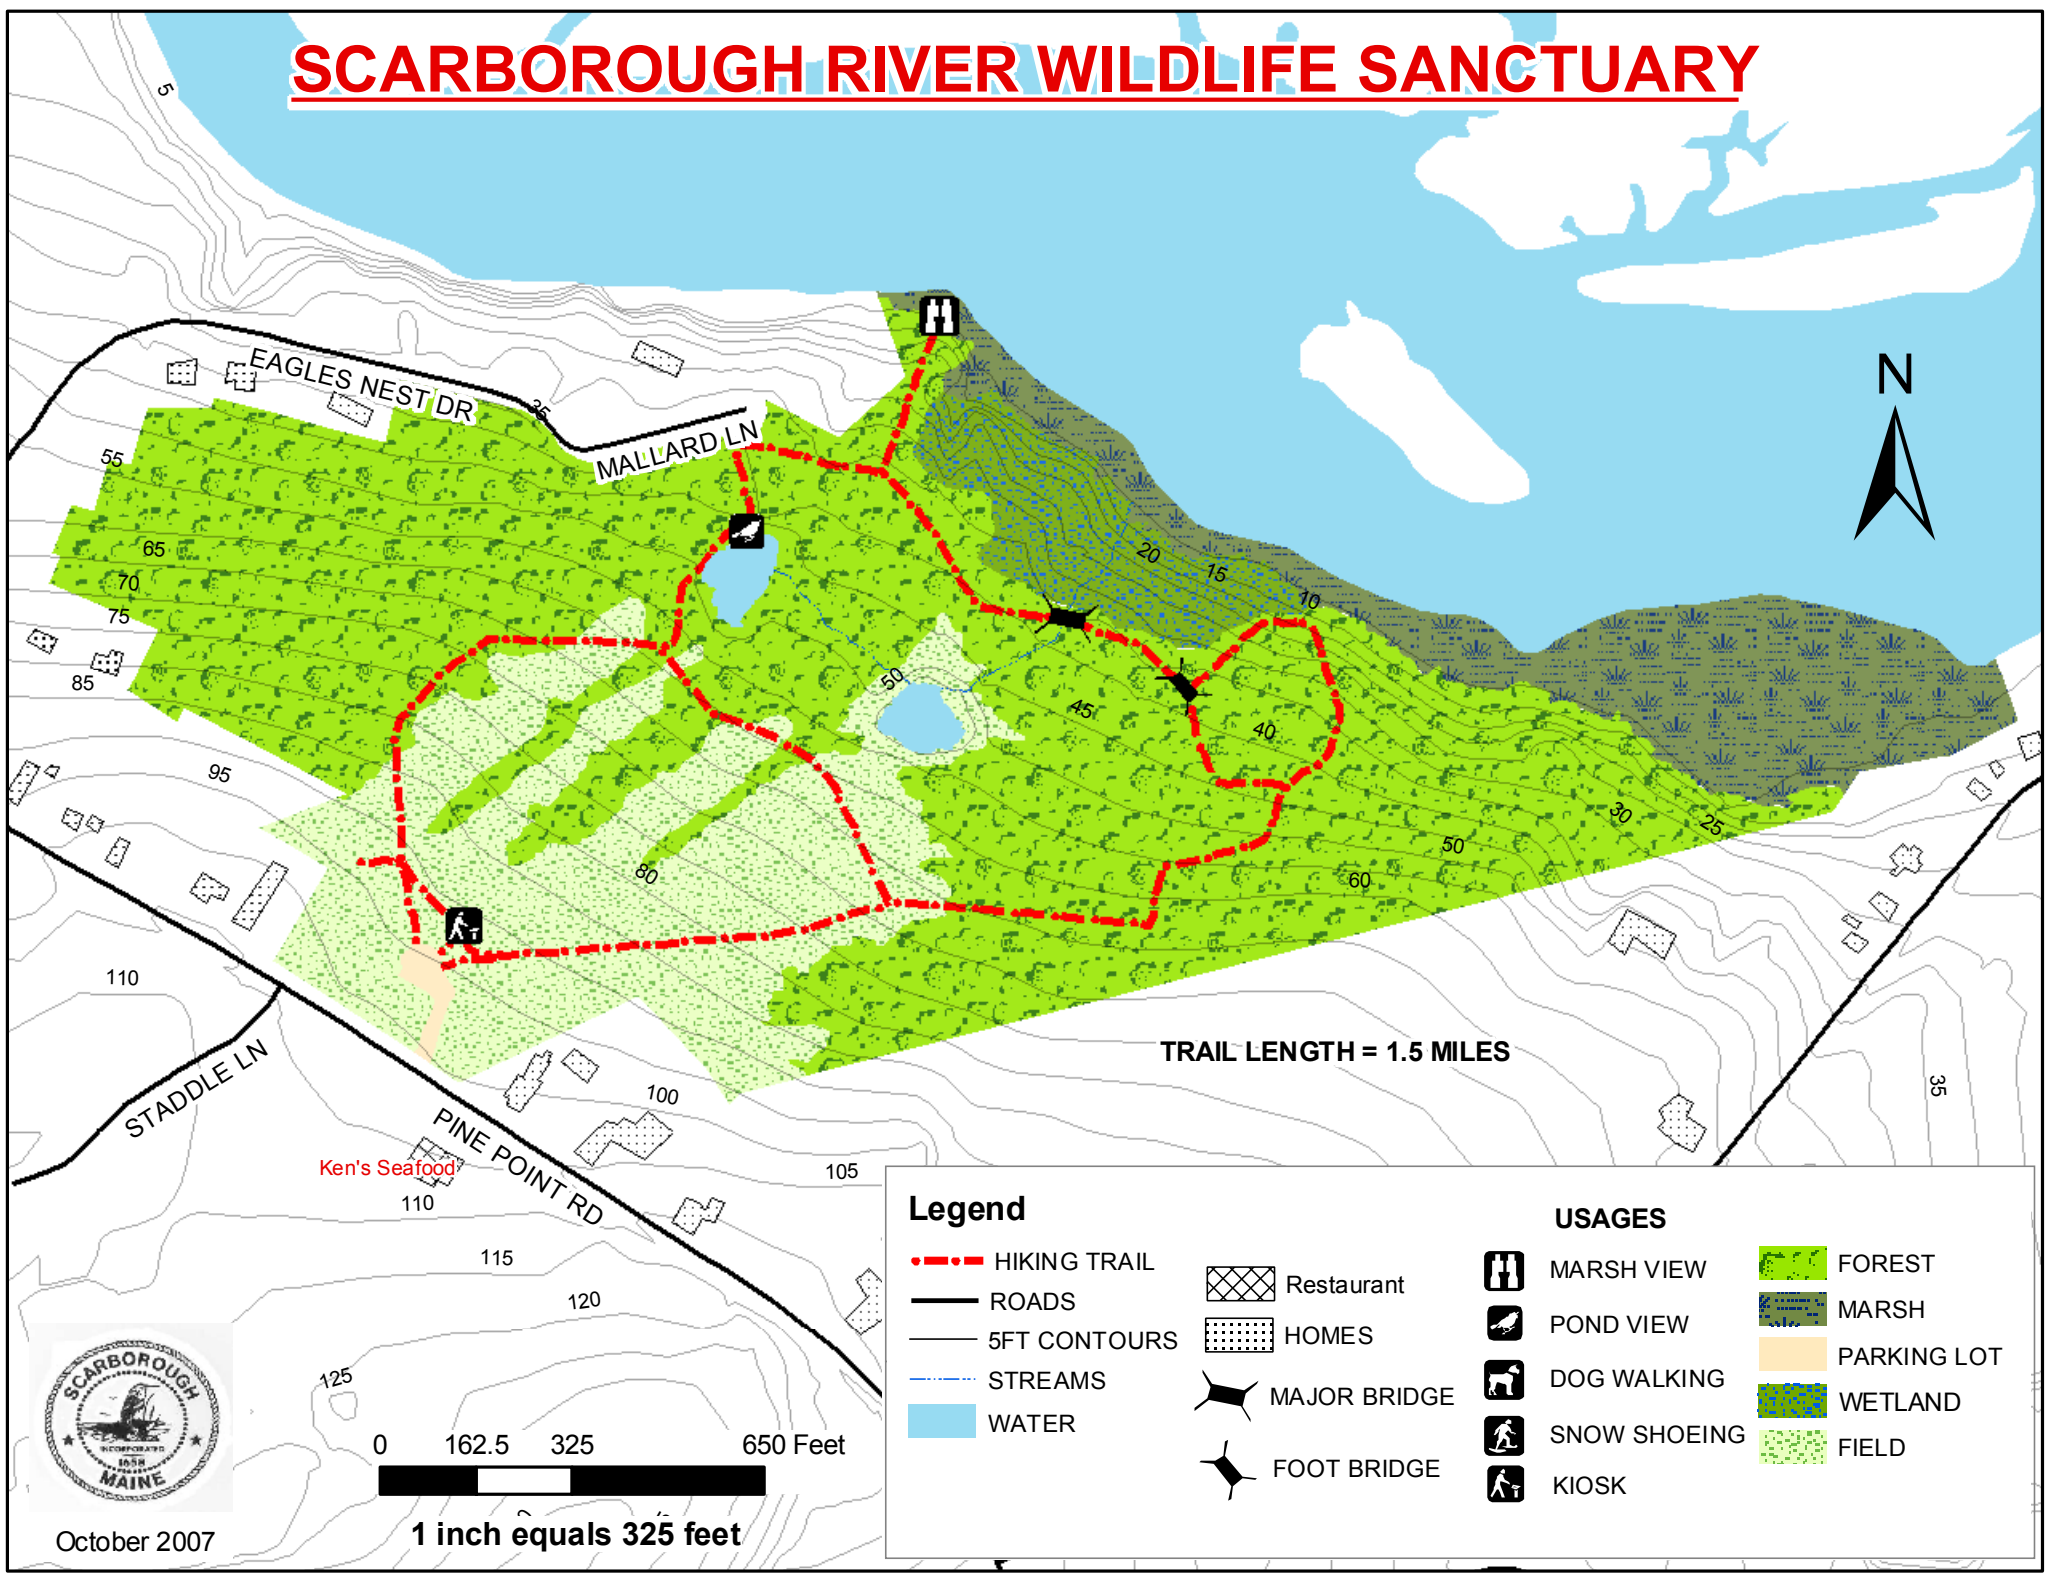 SCARBOROUGH RIVER WILDLIFE SANCTUARY
5
N
EAGLES NEST DR
35
MALLARD LN
55
65
70
75
85
20
15
10
50
45
40
95
80
30
25
50
60
110
STADDLE LN
PINE POINT RD
Ken's Seafood
100
105
110
115
120
125
35
TRAIL LENGTH = 1.5 MILES
Legend
HIKING TRAIL
ROADS
5FT CONTOURS
STREAMS
WATER
Restaurant
HOMES
MAJOR BRIDGE
FOOT BRIDGE
USAGES
MARSH VIEW
POND VIEW
DOG WALKING
SNOW SHOEING
KIOSK
FOREST
MARSH
PARKING LOT
WETLAND
FIELD
SCARBOROUGH
INCORPORATED
1658
MAINE
October 2007
0 162.5 325 650 Feet
1 inch equals 325 feet